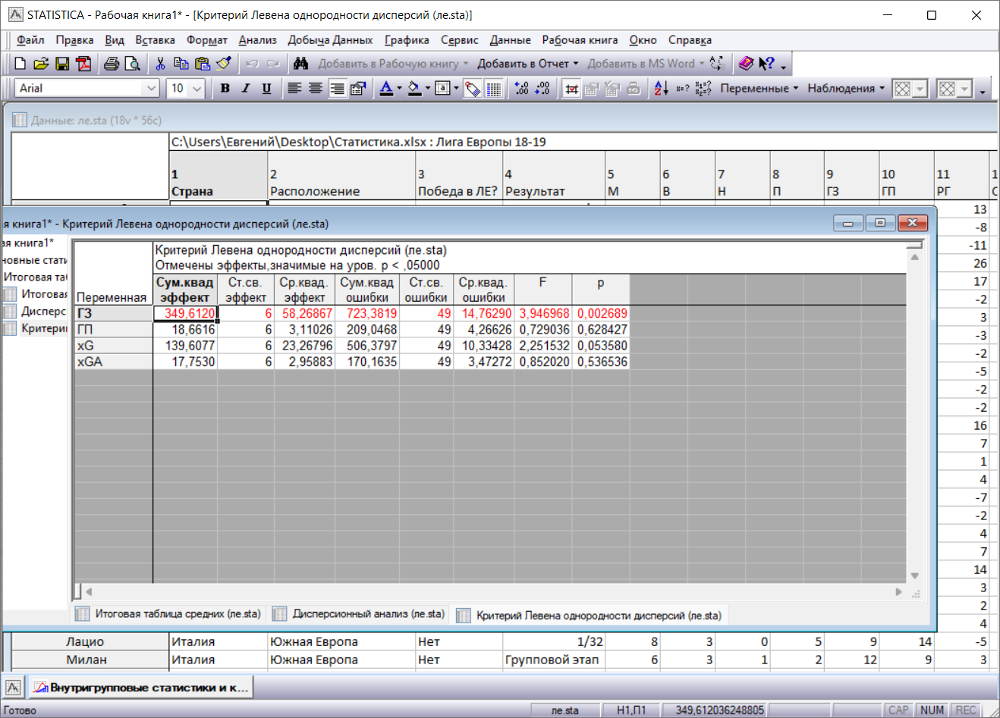 STATISTICA - Рабочая книга1* - [Критерий Левена однородности дисперсий (ле.sta)]
Файл Правка Вид Вставка Формат Анализ Добыча Данных Графика Сервис Данные Рабочая книга Окно Справка
Добавить в Рабочую книгу Добавить в Отчет Добавить в MS Word
Arial 10 B I U Переменные Наблюдения
Данные: ле.sta (18v * 56c)
C:\Users\Евгений\Desktop\Статистика.xlsx : Лига Европы 18-19
1 2 3 4 5 6 7 8 9 10 11 1
Страна Расположение Победа в ЛЕ? Результат М В Н П ГЗ ГП РГ
13
-8
-11
26
17
-2
3
-3
-2
-5
-2
-2
16
7
1
4
-7
-2
4
7
14
3
2
4
я книга1* - Критерий Левена однородности дисперсий (ле.sta)
ая книга1*
новные стати
Итоговая та
Итоговая
Дисперс
Критери
Критерий Левена однородности дисперсий (ле.sta)
Отмечены эффекты,значимые на уров. p < ,05000
Сум.квад Ст.св. Ср.квад. Сум.квад Ст.св. Ср.квад. F p
Переменная эффект эффект эффект ошибки ошибки ошибки
ГЗ 349,6120 6 58,26867 723,3819 49 14,76290 3,946968 0,002689
ГП 18,6616 6 3,11026 209,0468 49 4,26626 0,729036 0,628427
xG 139,6077 6 23,26796 506,3797 49 10,33428 2,251532 0,053580
xGA 17,7530 6 2,95883 170,1635 49 3,47272 0,852020 0,536536
Итоговая таблица средних (ле.sta) Дисперсионный анализ (ле.sta) Критерий Левена однородности дисперсий (ле.sta)
Лацио Италия Южная Европа Нет 1/32 8 3 0 5 9 14 -5
Милан Италия Южная Европа Нет Групповой этап 6 3 1 2 12 9 3
Внутригрупповые статистики и к...
Готово ле.sta Н1,П1 349,612036248805 CAP NUM REC